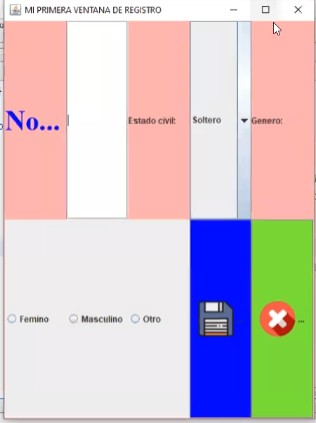 MI PRIMERA VENTANA DE REGISTRO
No... Estado civil: Soltero Genero:
Femino Masculino Otro ...